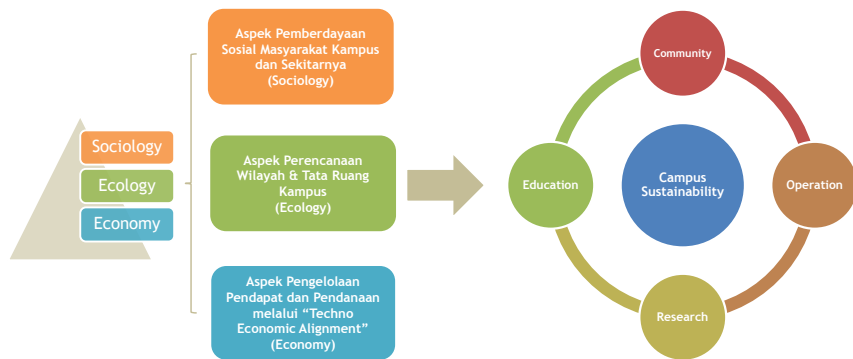 Sociology
Ecology
Economy
Aspek Pemberdayaan
Sosial Masyarakat Kampus
dan Sekitarnya
(Sociology)
Aspek Perencanaan
Wilayah & Tata Ruang
Kampus
(Ecology)
Aspek Pengelolaan
Pendapat dan Pendanaan
melalui “Techno
Economic Alignment”
(Economy)
Community
Education
Campus
Sustainability
Operation
Research